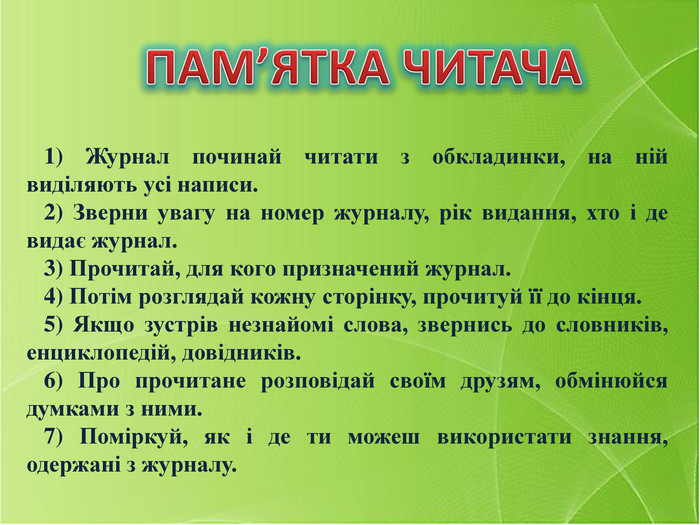 ПАМ’ЯТКА ЧИТАЧА
1) Журнал починай читати з обкладинки, на ній
виділяють усі написи.
2) Зверни увагу на номер журналу, рік видання, хто і де
видає журнал.
3) Прочитай, для кого призначений журнал.
4) Потім розглядай кожну сторінку, прочитуй її до кінця.
5) Якщо зустрів незнайомі слова, звернись до словників,
енциклопедій, довідників.
6) Про прочитане розповідай своїм друзям, обмінюйся
думками з ними.
7) Поміркуй, як і де ти можеш використати знання,
одержані з журналу.